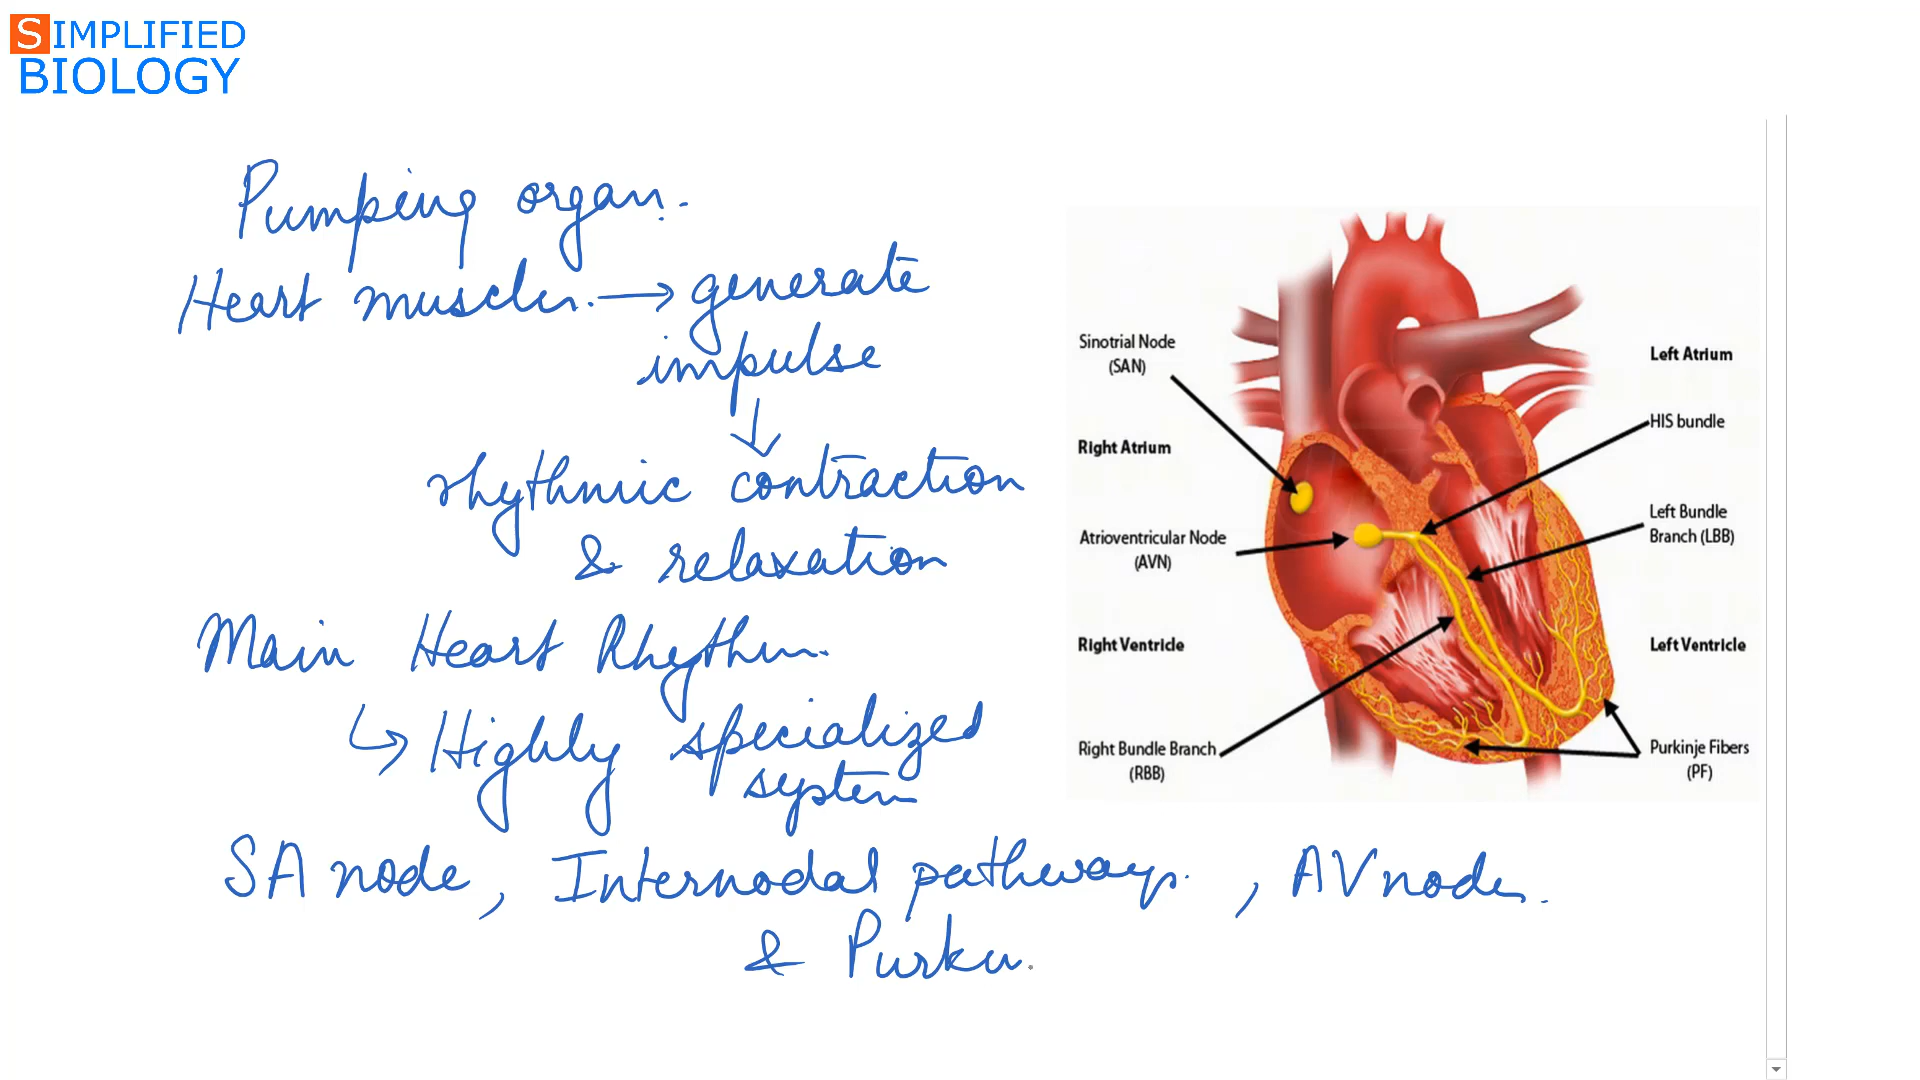 SIMPLIFIED
BIOLOGY
Pumping organ.
Heart muscles. → generate
impulse
↓
rhythmic contraction
& relaxation
Main Heart Rhythm.
↳ Highly specialized
system
SA node, Internodal pathways. , AV node.
& Purku.
Sinotrial Node
(SAN)
Right Atrium
Atrioventricular Node
(AVN)
Right Ventricle
Right Bundle Branch
(RBB)
Left Atrium
HIS bundle
Left Bundle
Branch (LBB)
Left Ventricle
Purkinje Fibers
(PF)